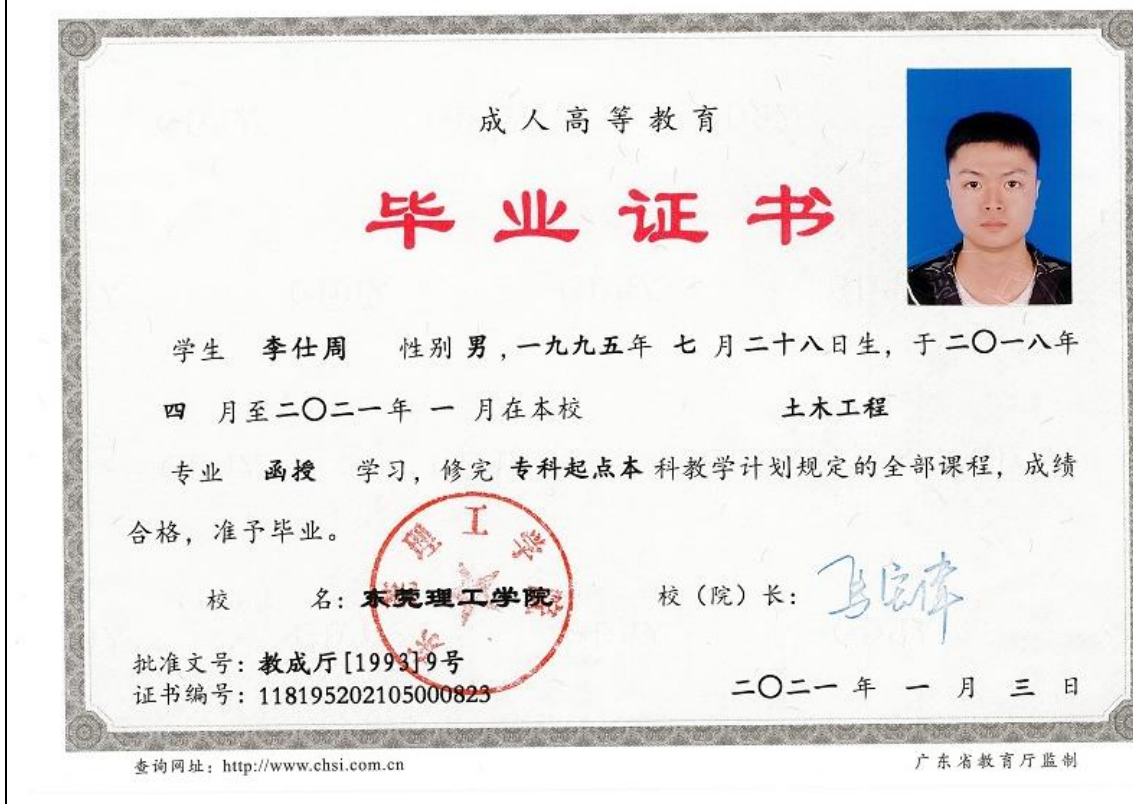 成人高等教育
毕业证书
学生 李仕周 性别 男，一九九五年 七 月二十八日生，于二〇一八年
四 月至二〇二一年 一 月在本校 土木工程
专业 函授 学习，修完 专科起点本 科教学计划规定的全部课程，成绩
合格，准予毕业。
校 名：东莞理工学院
东莞理工学院
校（院）长：
批准文号：教成厅[1993]9号
证书编号：118195202105000823
二〇二一 年 一 月 三 日
查询网址：http://www.chsi.com.cn
广东省教育厅监制